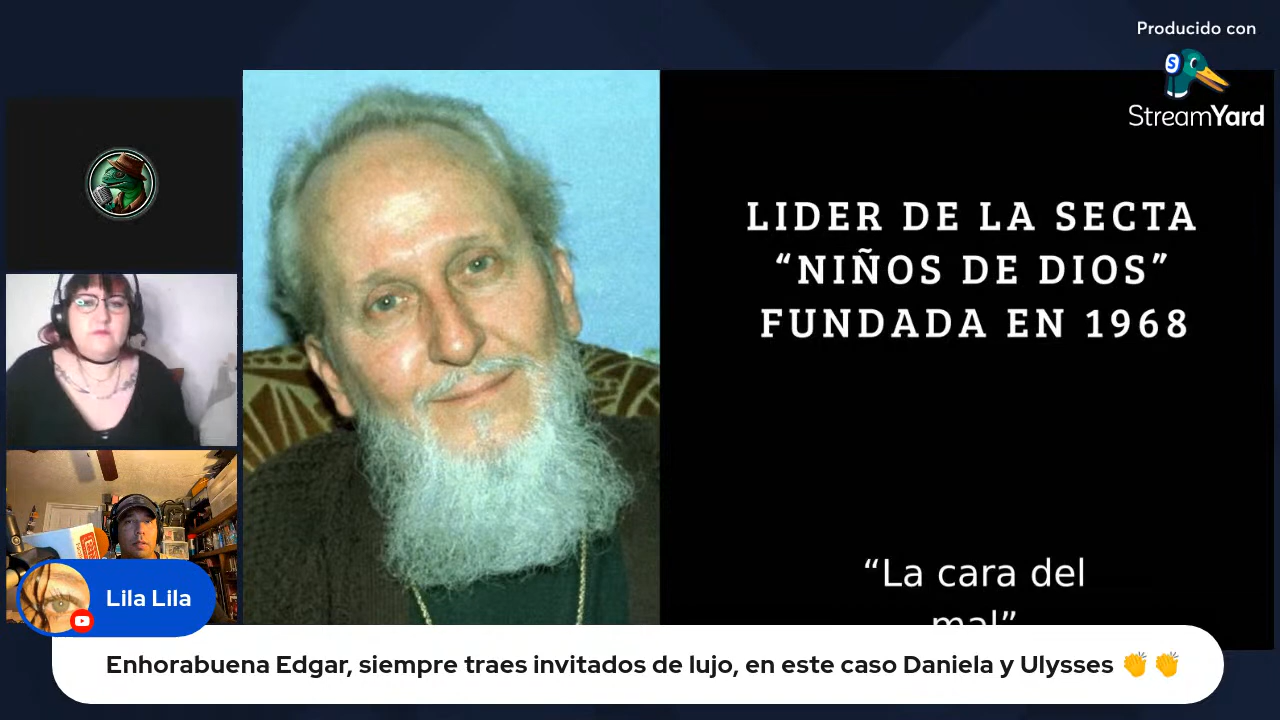 Producido con
StreamYard
LIDER DE LA SECTA
“NIÑOS DE DIOS”
FUNDADA EN 1968
“La cara del
mal”
Lila Lila
Enhorabuena Edgar, siempre traes invitados de lujo, en este caso Daniela y Ulysses 👏 👏